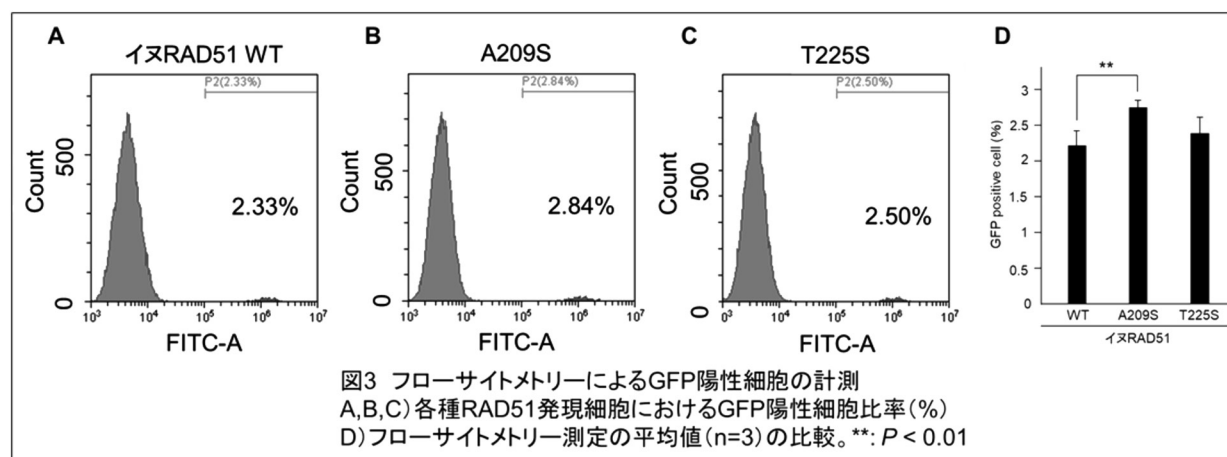 A
イヌRAD51 WT
P2(2.33%)
Count
500
0
2.33%
10³ 10⁴ 10⁵ 10⁶ 10⁷
FITC-A
B
A209S
P2(2.84%)
Count
500
0
2.84%
10³ 10⁴ 10⁵ 10⁶ 10⁷
FITC-A
C
T225S
P2(2.50%)
Count
500
0
2.50%
10³ 10⁴ 10⁵ 10⁶ 10⁷
FITC-A
D
**
GFP positive cell (%)
3
2.5
2
1.5
1
0.5
0
WT A209S T225S
イヌRAD51
図3 フローサイトメトリーによるGFP陽性細胞の計測
A,B,C)各種RAD51発現細胞におけるGFP陽性細胞比率(%)
D)フローサイトメトリー測定の平均値(n=3)の比較。**: P < 0.01